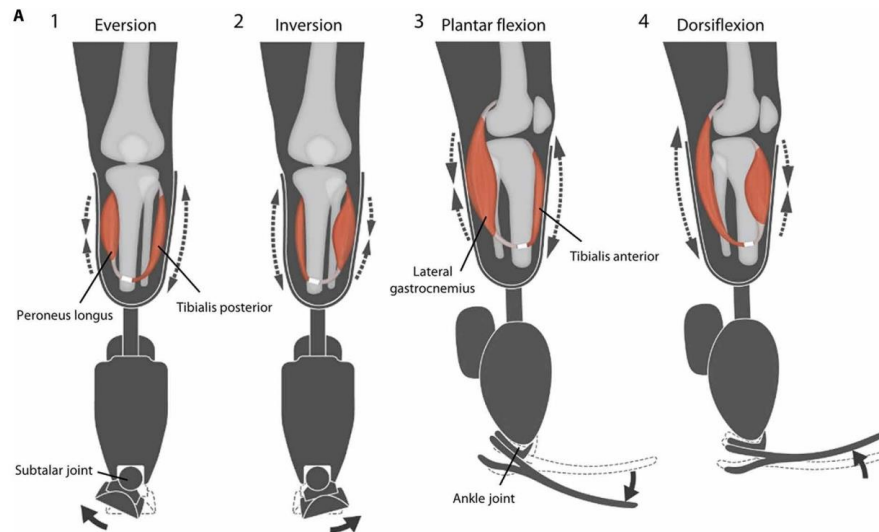 A
1 Eversion
2 Inversion
3 Plantar flexion
4 Dorsiflexion
Peroneus longus
Tibialis posterior
Lateral
gastrocnemius
Tibialis anterior
Subtalar joint
Ankle joint